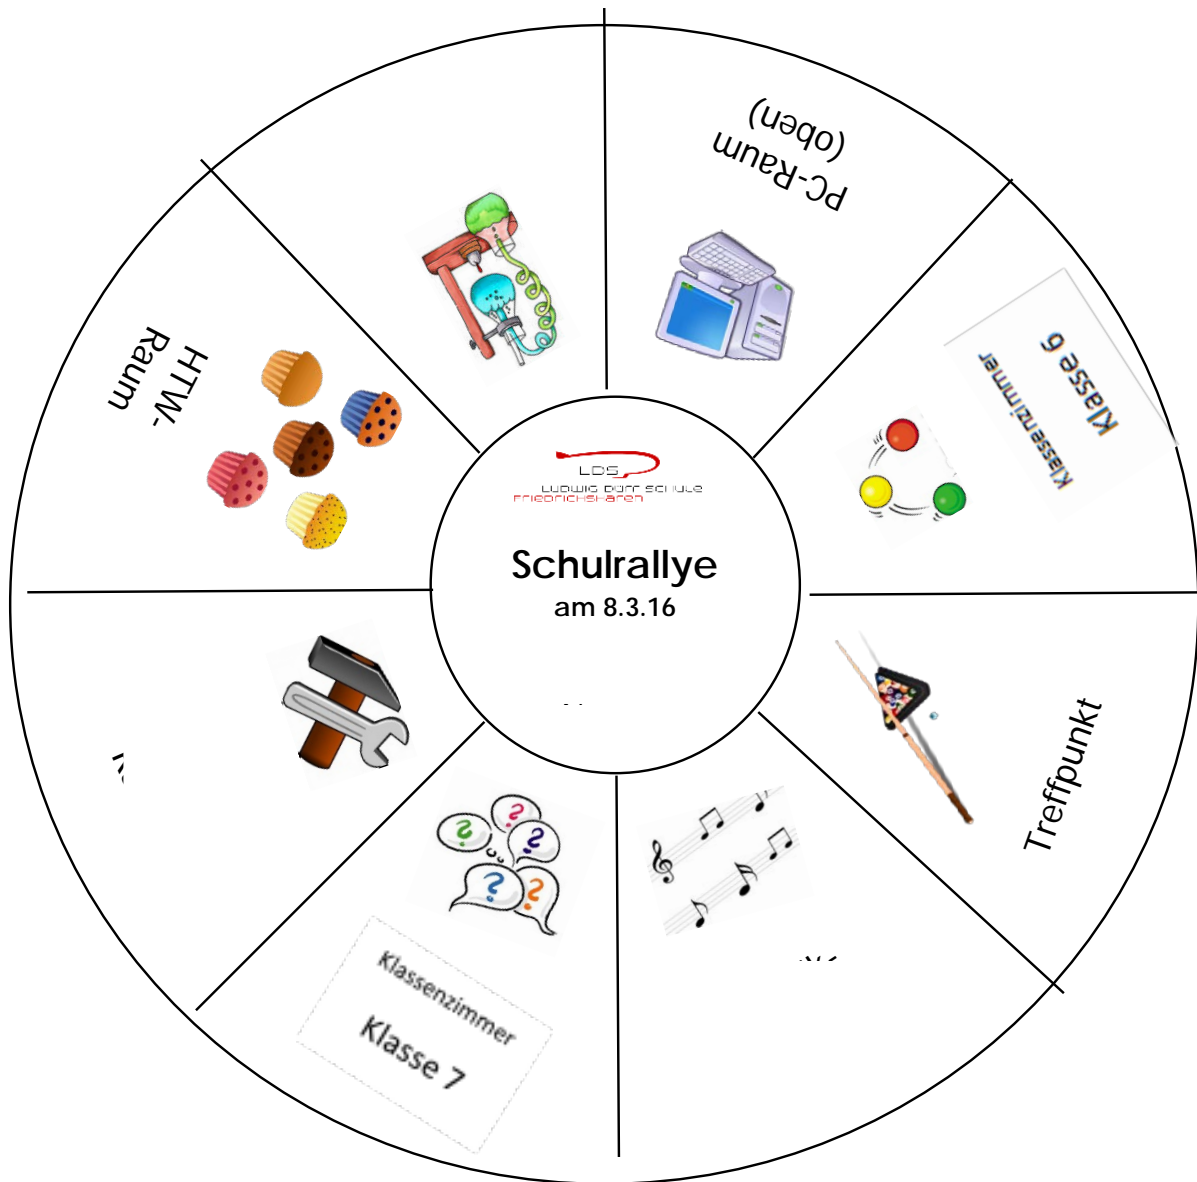 LDS
LUDWIG DÜRR SCHULE
FRIEDRICHSHAFEN
Schulrallye
am 8.3.16
PC-Raum
(oben)
Klassenzimmer
Klasse 6
Treffpunkt
Klassenzimmer
Klasse 7
HTW-
Raum